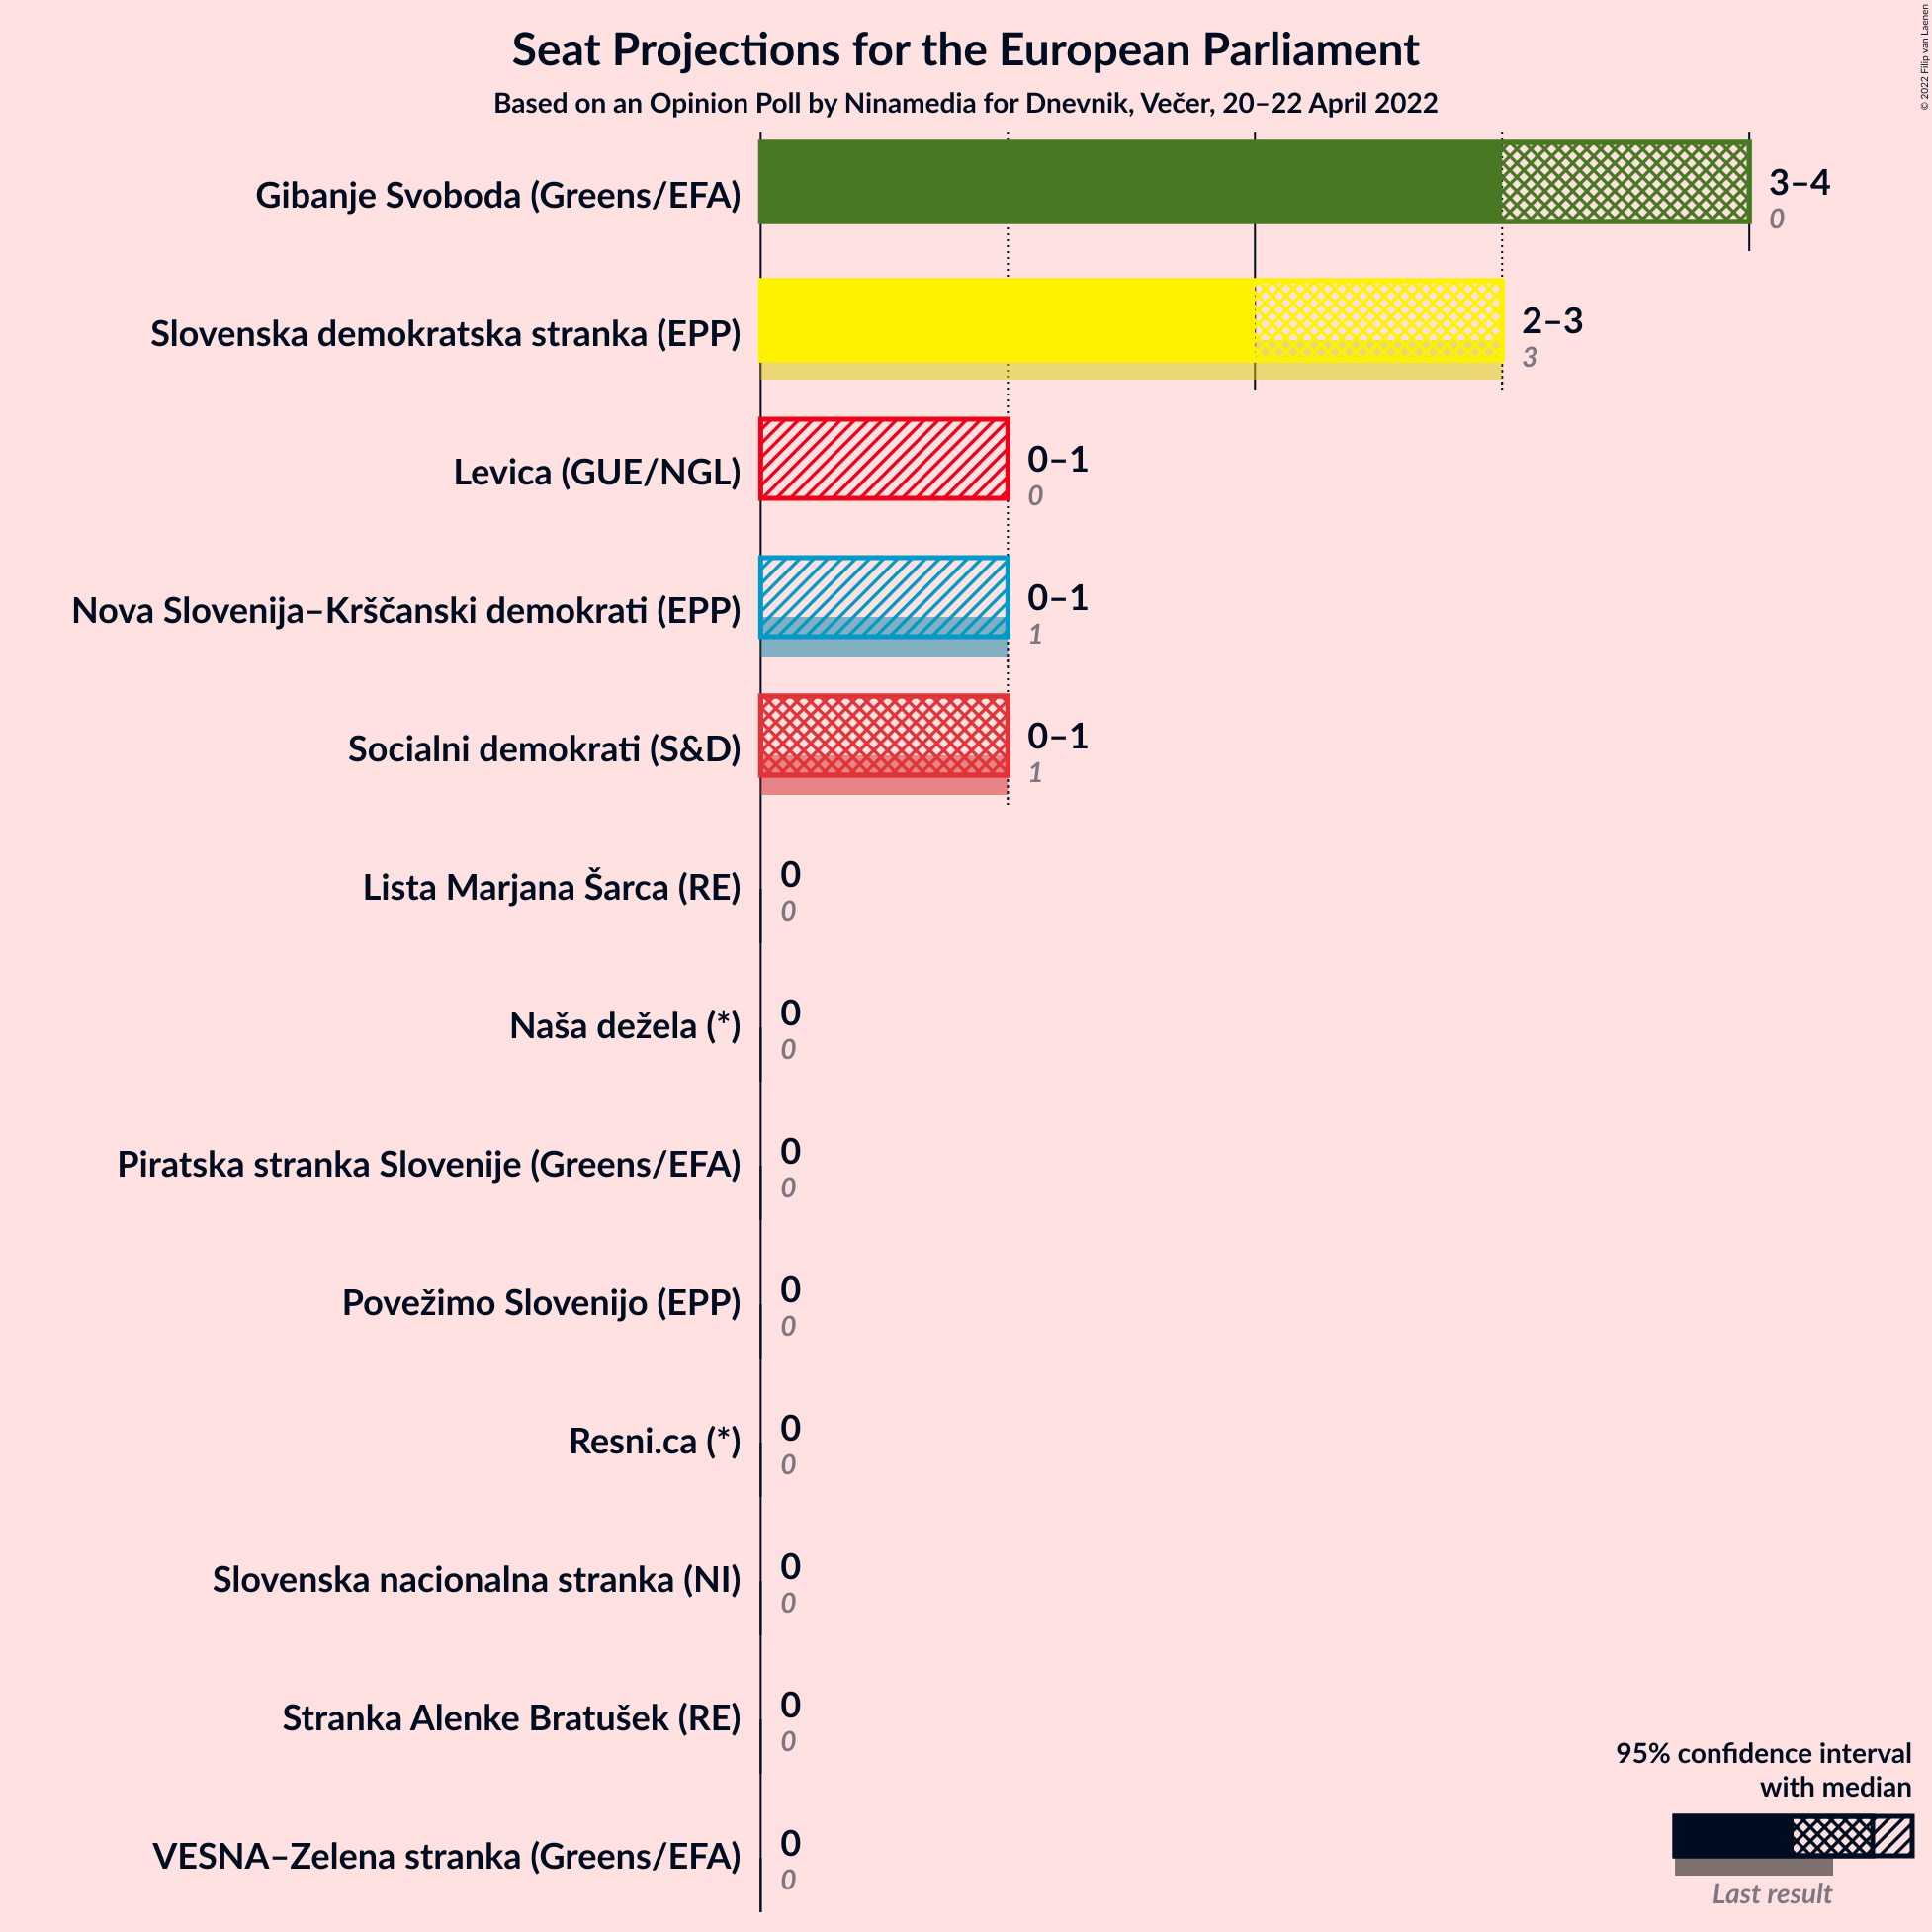 Seat Projections for the European Parliament
Based on an Opinion Poll by Ninamedia for Dnevnik, Večer, 20–22 April 2022
© 2022 Filip van Laenen
Gibanje Svoboda (Greens/EFA)
3–4
0
Slovenska demokratska stranka (EPP)
2–3
3
Levica (GUE/NGL)
0–1
0
Nova Slovenija–Krščanski demokrati (EPP)
0–1
1
Socialni demokrati (S&D)
0–1
1
Lista Marjana Šarca (RE)
0
0
Naša dežela (*)
0
0
Piratska stranka Slovenije (Greens/EFA)
0
0
Povežimo Slovenijo (EPP)
0
0
Resni.ca (*)
0
0
Slovenska nacionalna stranka (NI)
0
0
Stranka Alenke Bratušek (RE)
0
0
VESNA–Zelena stranka (Greens/EFA)
0
0
95% confidence interval
with median
Last result